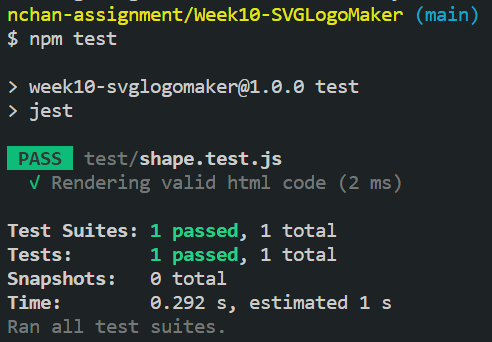 nchan-assignment/Week10-SVGLogoMaker (main)
$ npm test
> week10-svglogomaker@1.0.0 test
> jest
PASS test/shape.test.js
√ Rendering valid html code (2 ms)
Test Suites: 1 passed, 1 total
Tests: 1 passed, 1 total
Snapshots: 0 total
Time: 0.292 s, estimated 1 s
Ran all test suites.